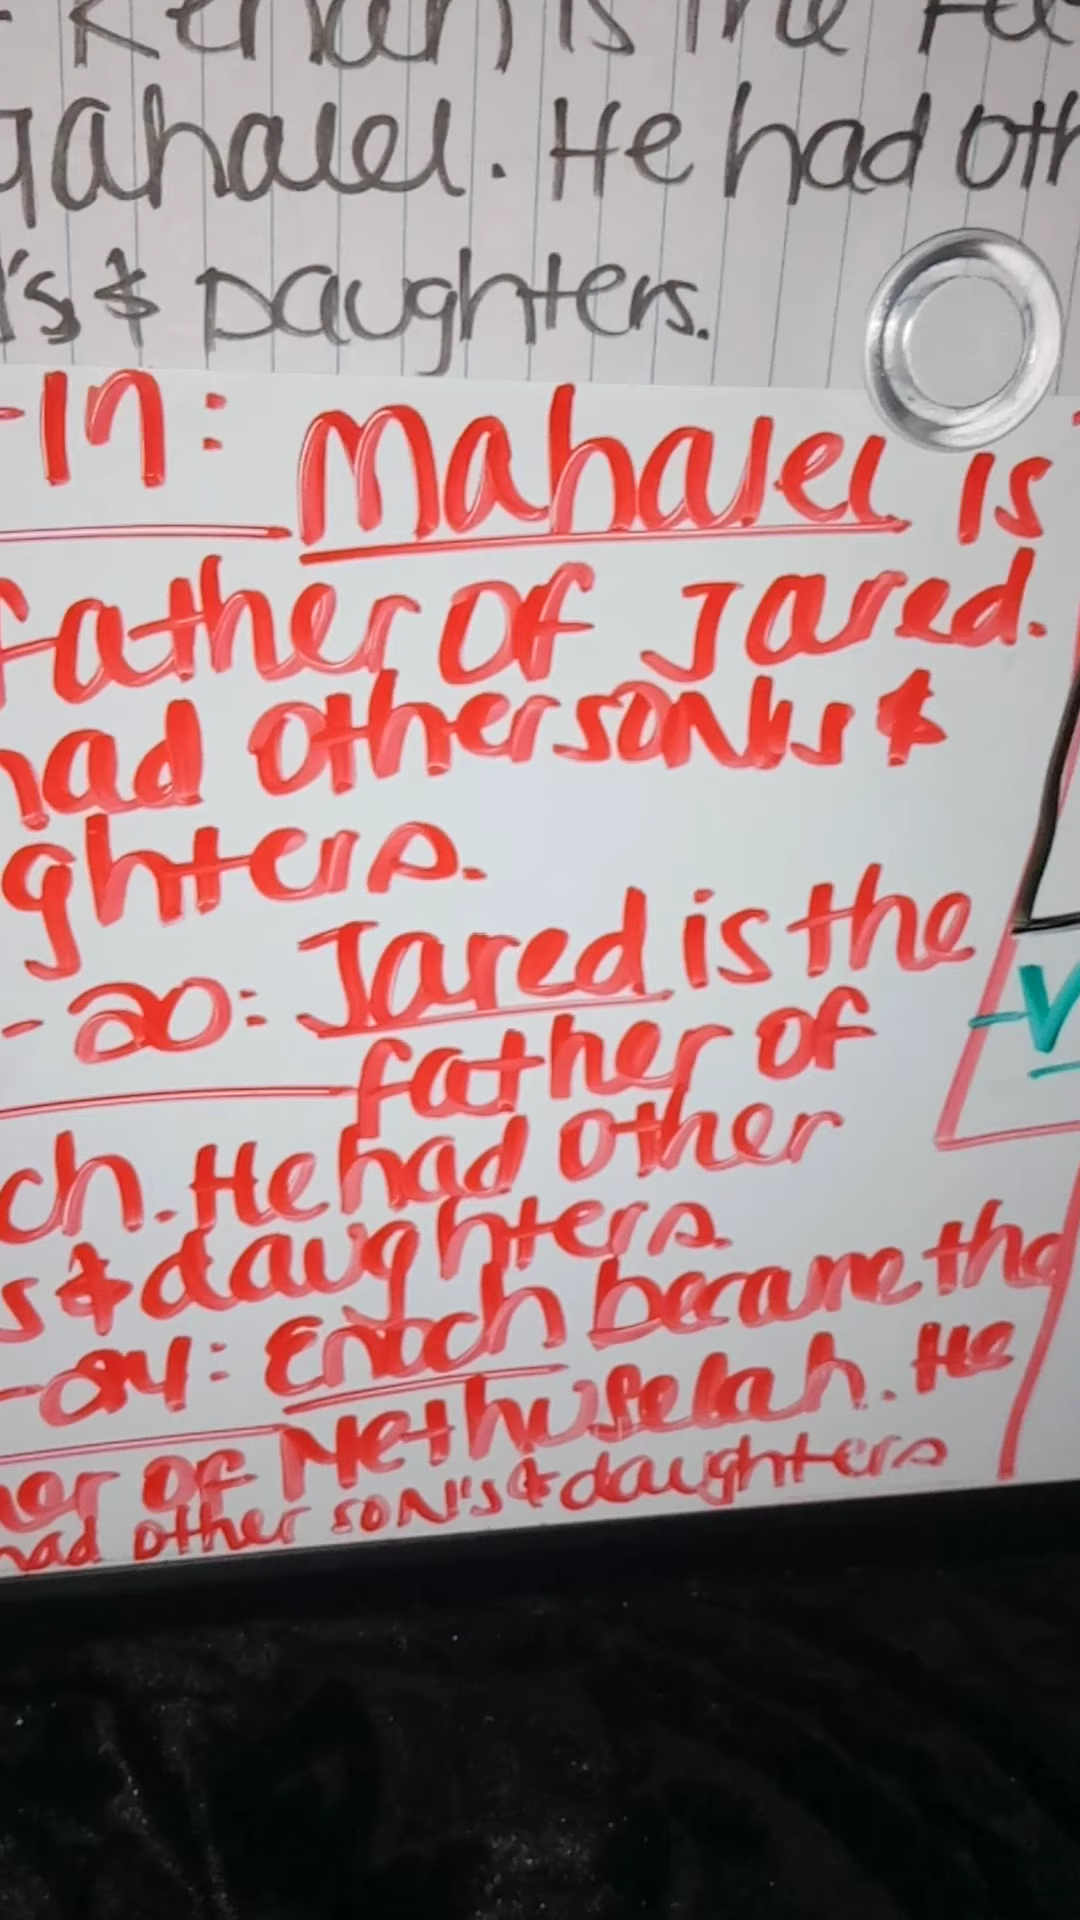 Kenan is the Fa
Mahalel. He had oth
's & Daughters.
-17: Mahalel is
father of Jared.
had other sons &
ghters.
-20: Jared is the
father of
ch. He had other
s & daughters.
-24: Enoch became the
her of Methuselah. He
had other son's & daughters
-V